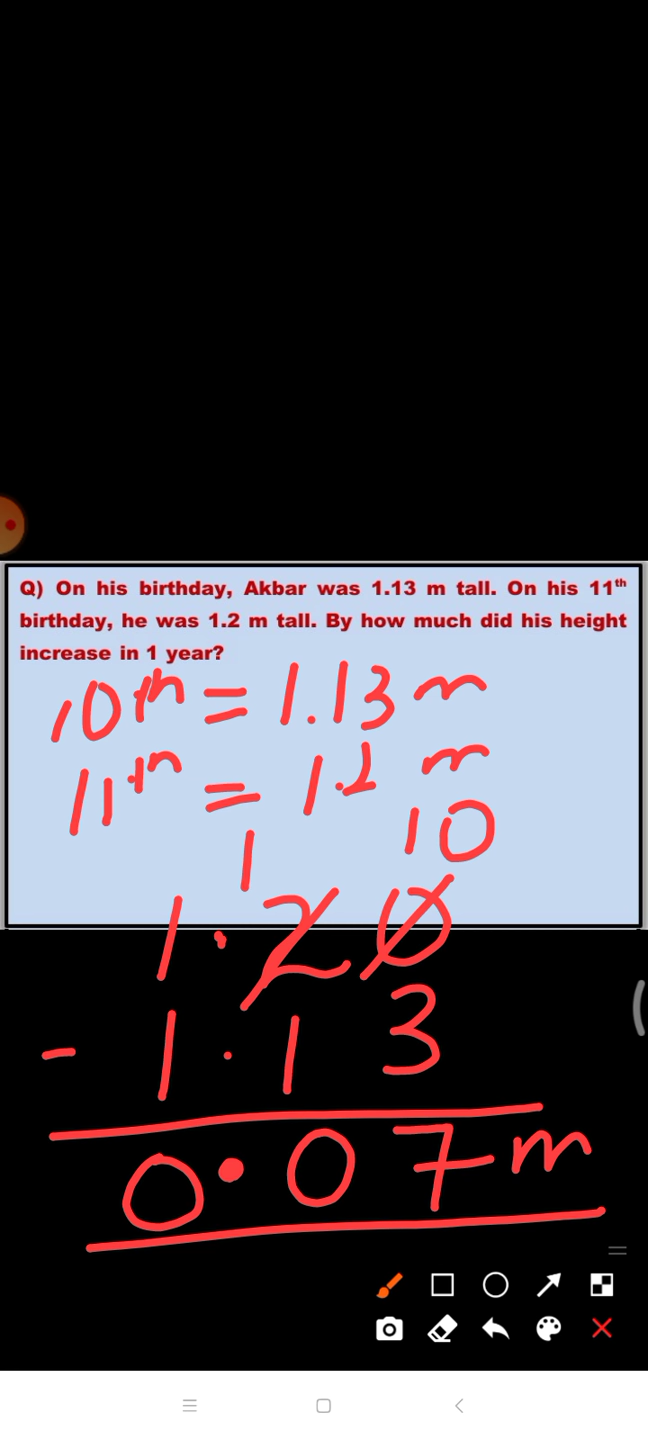 Q) On his birthday, Akbar was 1.13 m tall. On his 11th
birthday, he was 1.2 m tall. By how much did his height
increase in 1 year?
10th = 1.13 m
11th = 1.2 m
1 10
1.20
- 1.13
0.07 m